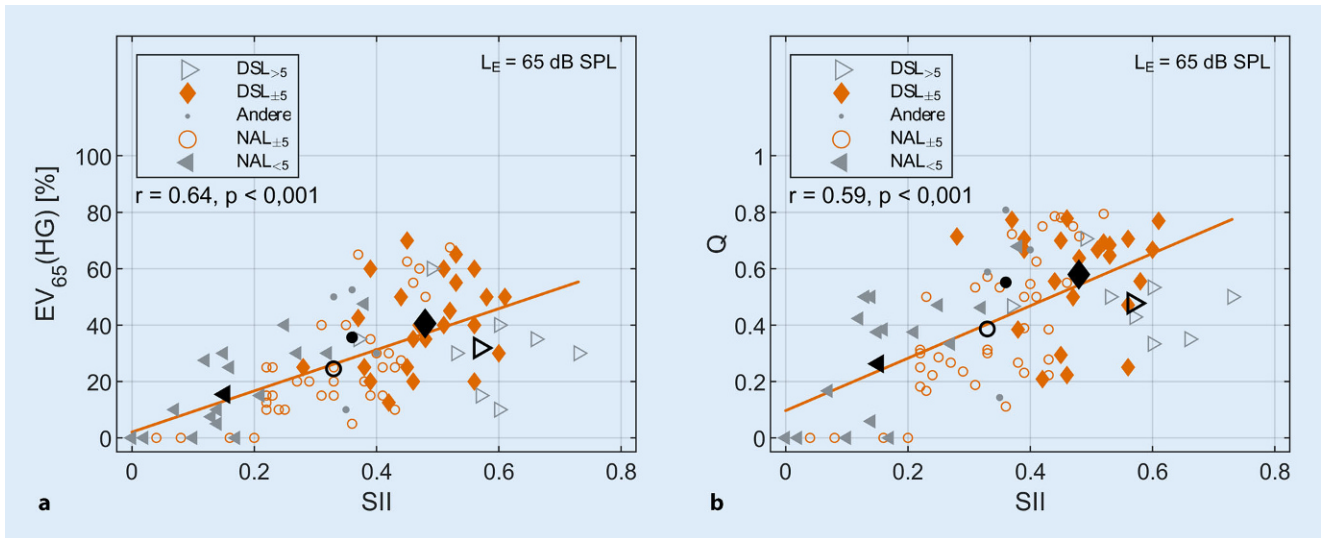 L_E = 65 dB SPL
DSL>5
DSL±5
Andere
NAL±5
NAL<5
r = 0.64, p < 0,001
EV65(HG) [%]
100
80
60
40
20
0
0 0.2 0.4 0.6 0.8
SII
a
L_E = 65 dB SPL
DSL>5
DSL±5
Andere
NAL±5
NAL<5
r = 0.59, p < 0,001
Q
1
0.8
0.6
0.4
0.2
0
0 0.2 0.4 0.6 0.8
SII
b